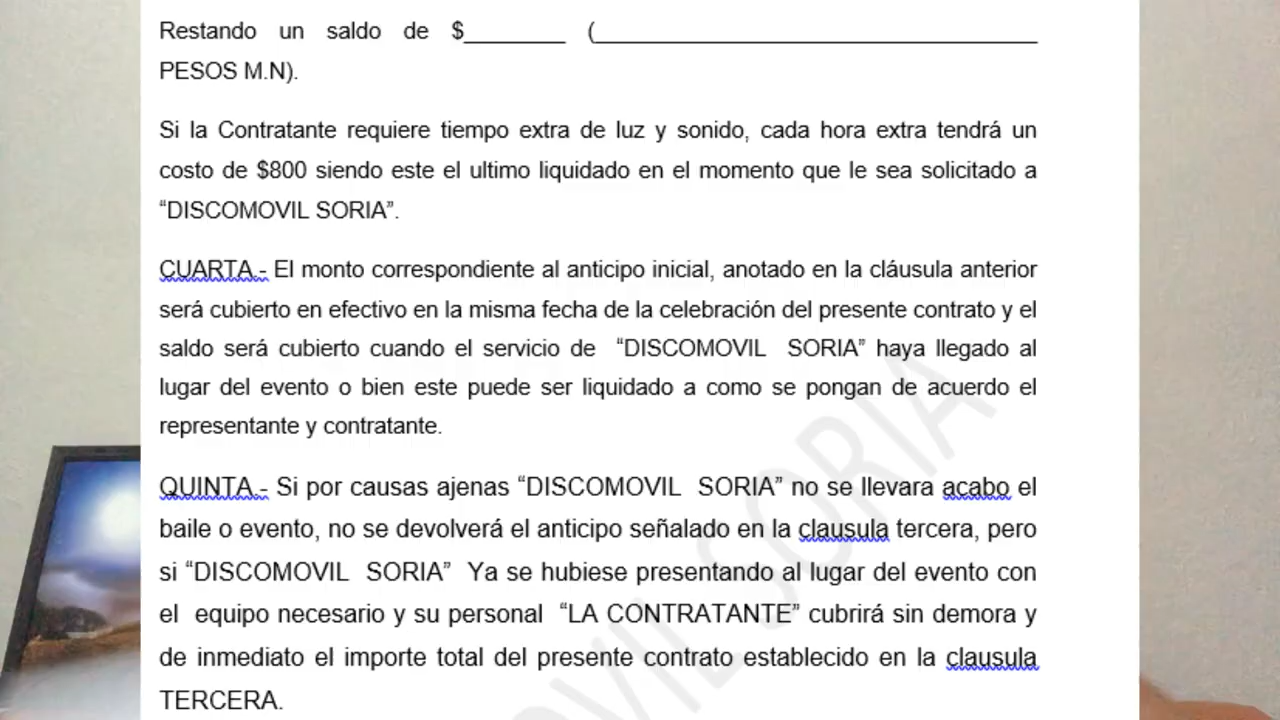 Restando un saldo de $________ (___________________________________
PESOS M.N).
Si la Contratante requiere tiempo extra de luz y sonido, cada hora extra tendrá un
costo de $800 siendo este el ultimo liquidado en el momento que le sea solicitado a
“DISCOMOVIL SORIA”.
CUARTA.- El monto correspondiente al anticipo inicial, anotado en la cláusula anterior
será cubierto en efectivo en la misma fecha de la celebración del presente contrato y el
saldo será cubierto cuando el servicio de “DISCOMOVIL SORIA” haya llegado al
lugar del evento o bien este puede ser liquidado a como se pongan de acuerdo el
representante y contratante.
QUINTA.- Si por causas ajenas “DISCOMOVIL SORIA” no se llevara acabo el
baile o evento, no se devolverá el anticipo señalado en la clausula tercera, pero
si “DISCOMOVIL SORIA” Ya se hubiese presentando al lugar del evento con
el equipo necesario y su personal “LA CONTRATANTE” cubrirá sin demora y
de inmediato el importe total del presente contrato establecido en la clausula
TERCERA.
OVIL SORIA